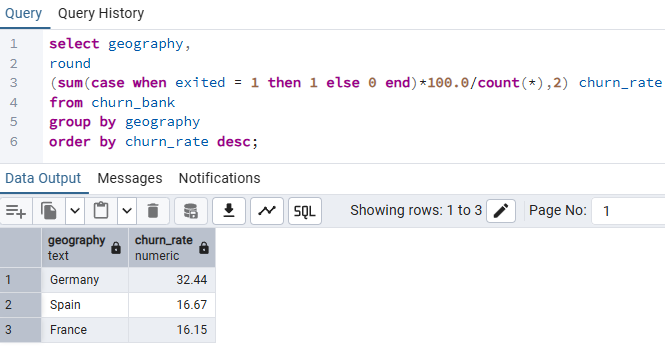 Query Query History
1 select geography,
2 round
3 (sum(case when exited = 1 then 1 else 0 end)*100.0/count(*),2) churn_rate
4 from churn_bank
5 group by geography
6 order by churn_rate desc;
Data Output Messages Notifications
SQL Showing rows: 1 to 3 Page No: 1
geography churn_rate
text numeric
1 Germany 32.44
2 Spain 16.67
3 France 16.15